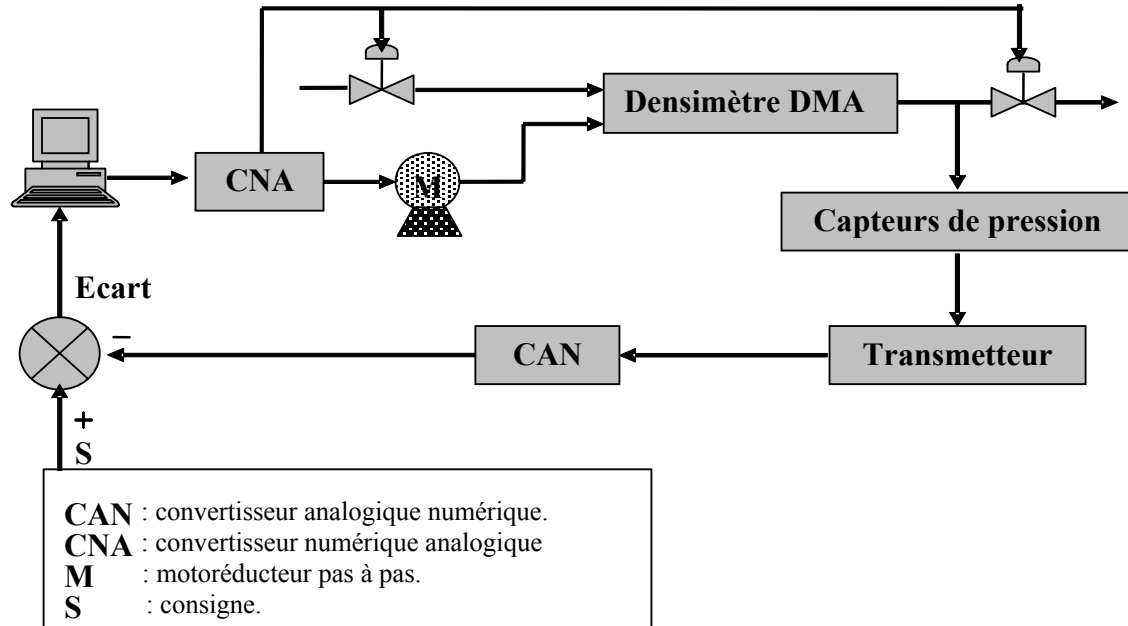 Densimètre DMA
CNA
M
Capteurs de pression
Ecart
−
CAN
Transmetteur
+
S
CAN : convertisseur analogique numérique.
CNA : convertisseur numérique analogique
M : motoréducteur pas à pas.
S : consigne.